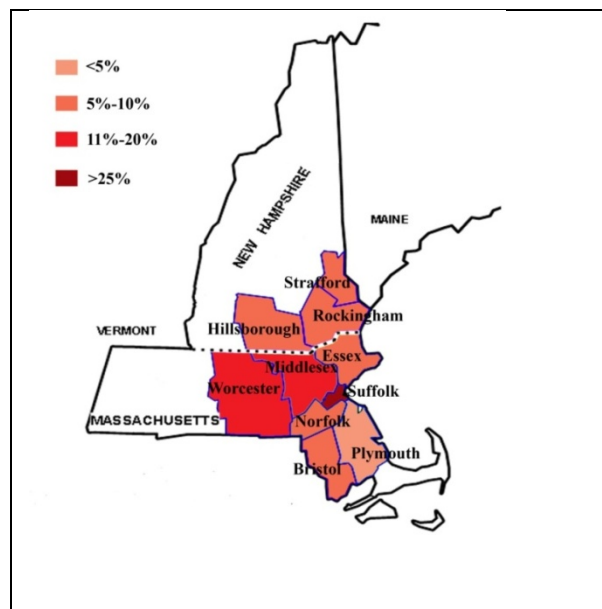 <5%
5%-10%
11%-20%
>25%
NEW HAMPSHIRE
MAINE
Strafford
Rockingham
Hillsborough
VERMONT
Essex
Middlesex
Worcester
Suffolk
MASSACHUSETTS
Norfolk
Plymouth
Bristol